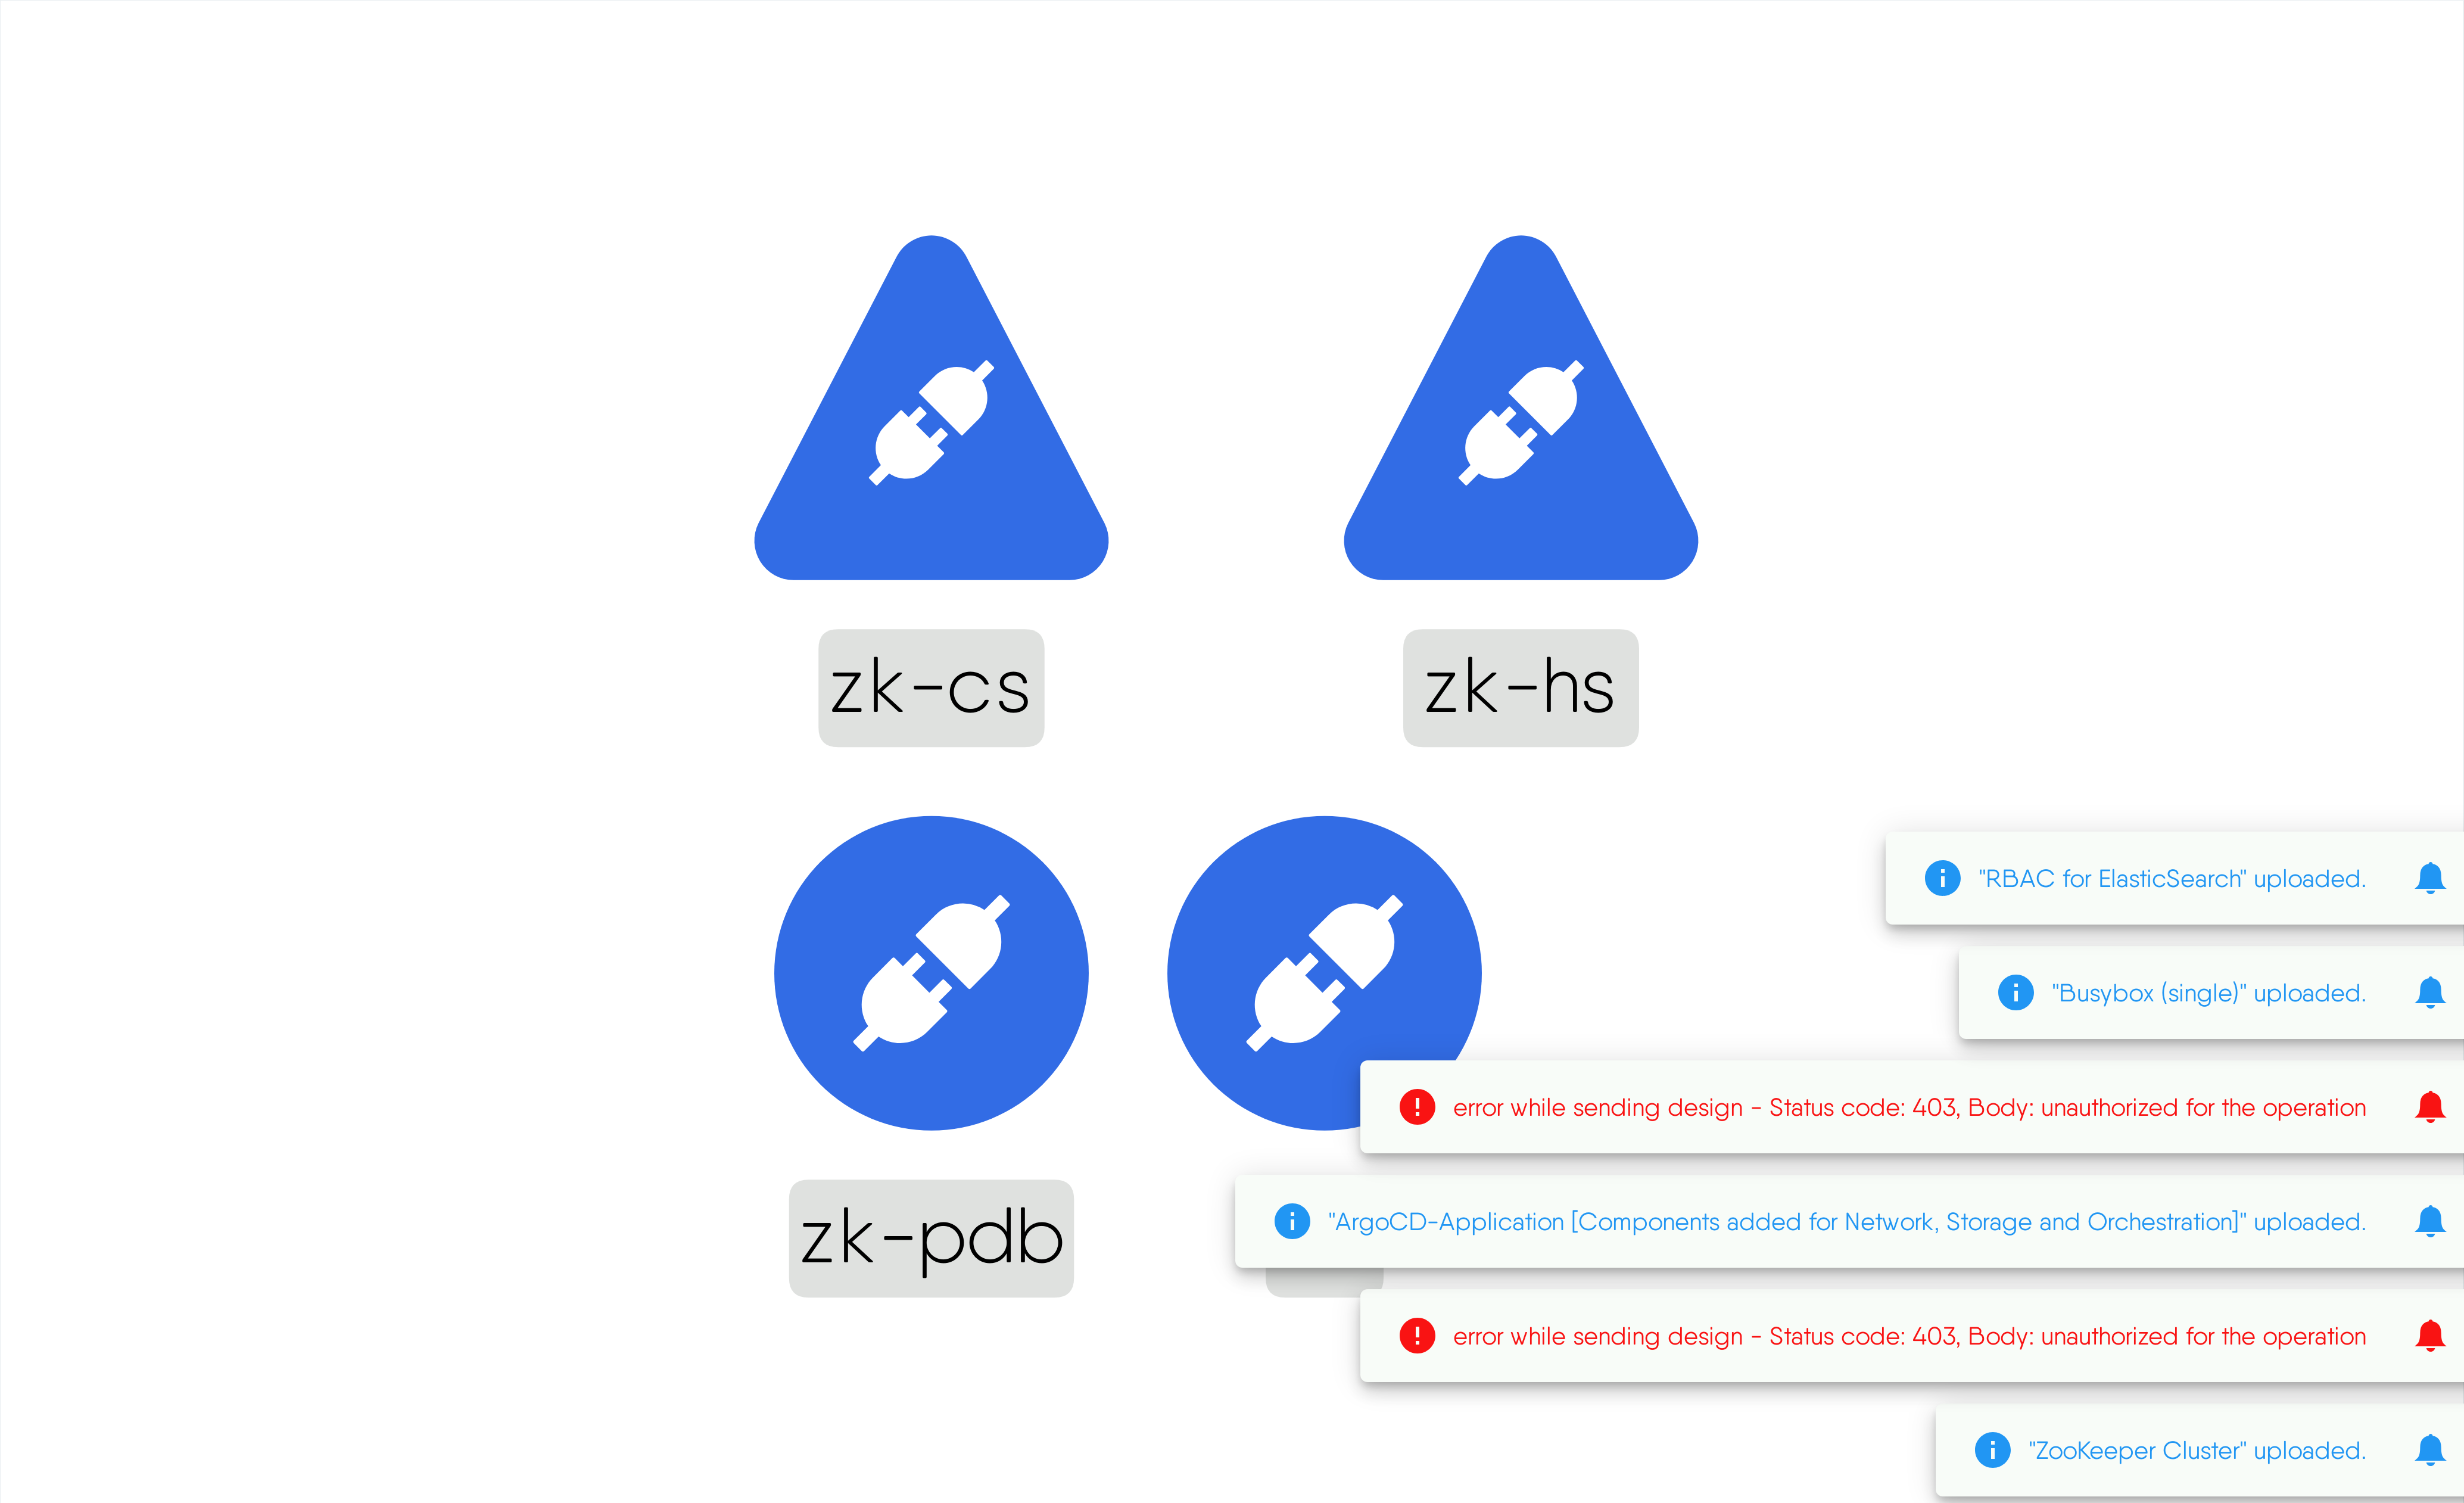 zk-cs
zk-hs
"RBAC for ElasticSearch" uploaded.
"Busybox (single)" uploaded.
error while sending design - Status code: 403, Body: unauthorized for the operation
"ArgoCD-Application [Components added for Network, Storage and Orchestration]" uploaded.
zk-pdb
error while sending design - Status code: 403, Body: unauthorized for the operation
"ZooKeeper Cluster" uploaded.